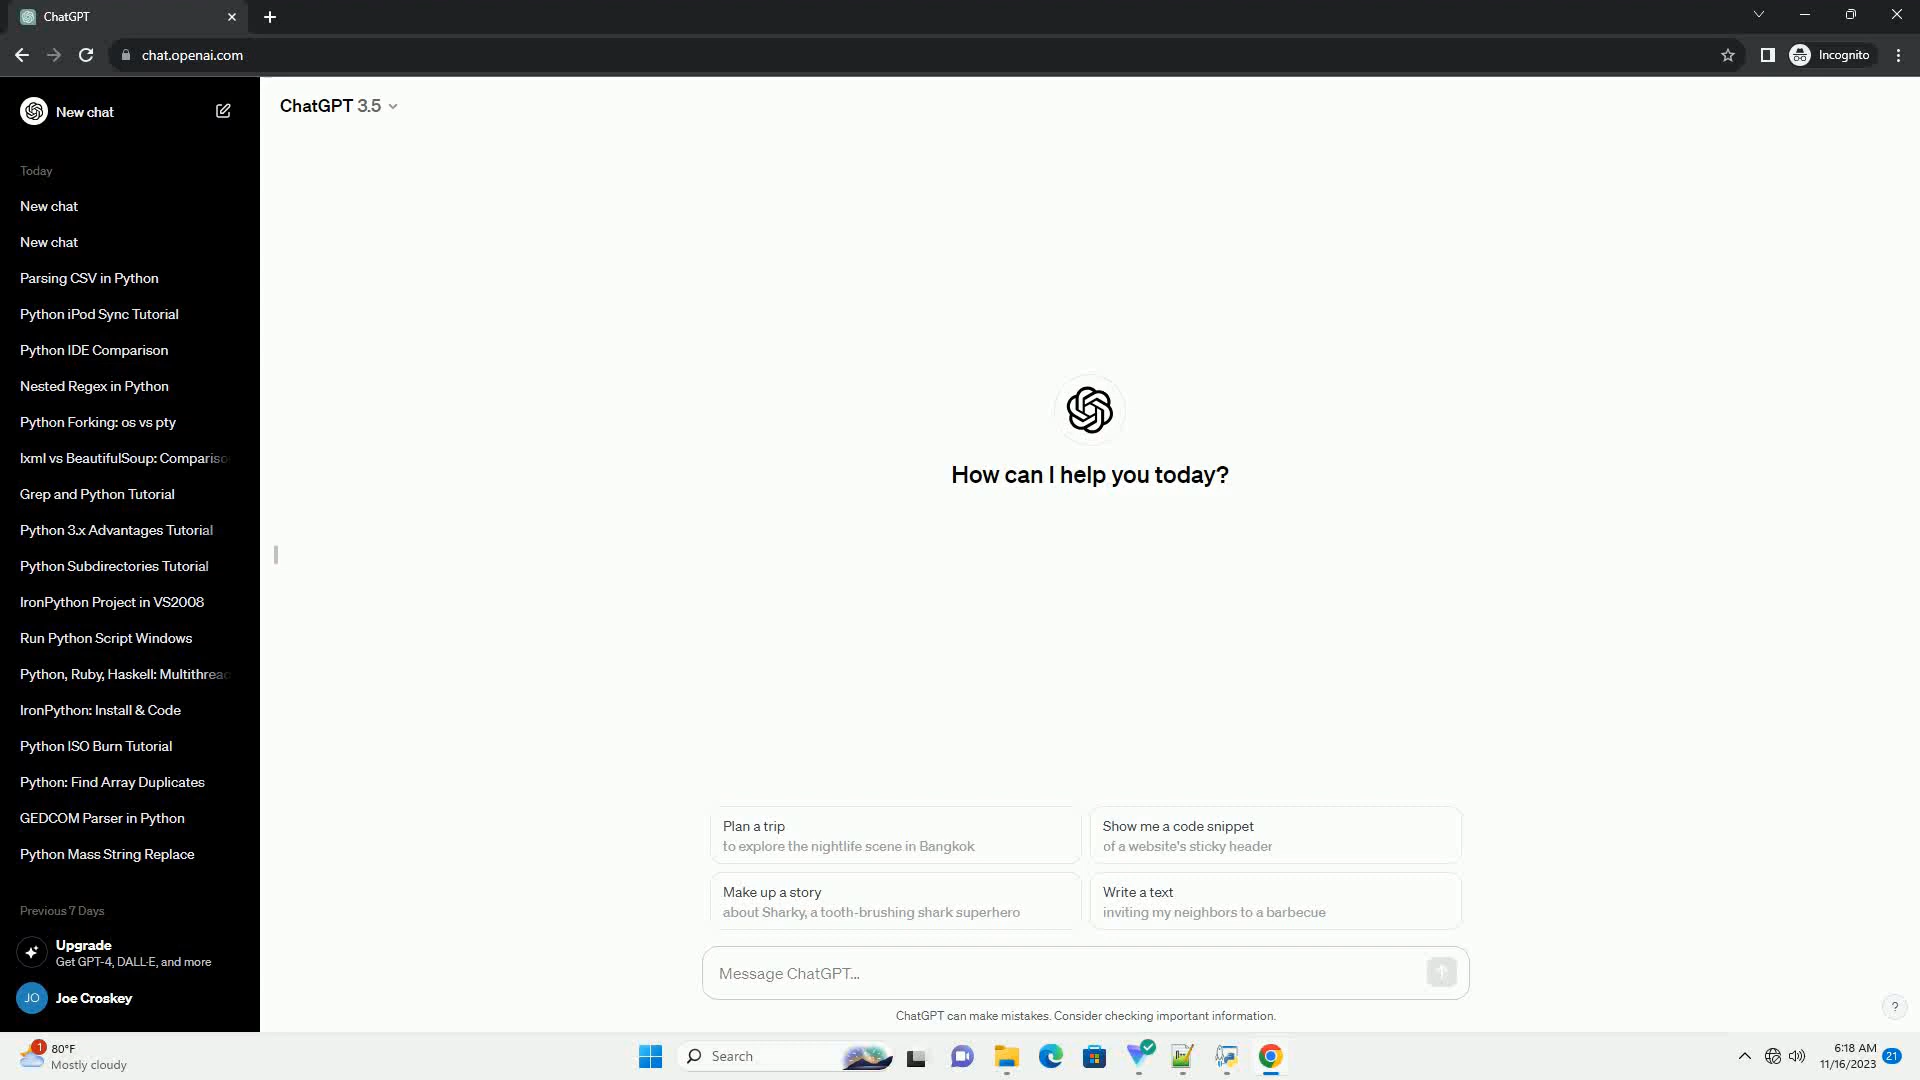 ChatGPT
chat.openai.com
Incognito
New chat
ChatGPT 3.5
Today
New chat
New chat
Parsing CSV in Python
Python iPod Sync Tutorial
Python IDE Comparison
Nested Regex in Python
Python Forking: os vs pty
lxml vs BeautifulSoup: Compariso
Grep and Python Tutorial
Python 3.x Advantages Tutorial
Python Subdirectories Tutorial
IronPython Project in VS2008
Run Python Script Windows
Python, Ruby, Haskell: Multithread
IronPython: Install & Code
Python ISO Burn Tutorial
Python: Find Array Duplicates
GEDCOM Parser in Python
Python Mass String Replace
Previous 7 Days
Upgrade
Get GPT-4, DALL·E, and more
JO
Joe Croskey
How can I help you today?
Plan a trip
to explore the nightlife scene in Bangkok
Show me a code snippet
of a website's sticky header
Make up a story
about Sharky, a tooth-brushing shark superhero
Write a text
inviting my neighbors to a barbecue
Message ChatGPT...
ChatGPT can make mistakes. Consider checking important information.
?
1
80°F
Mostly cloudy
Search
6:18 AM
11/16/2023
21